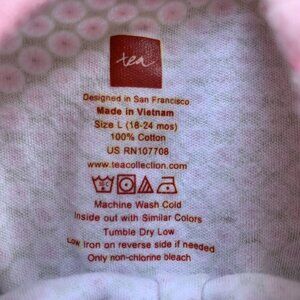 tea
Designed in San Francisco
Made in Vietnam
Size L (18-24 mos)
100% Cotton
US RN107708
www.teacollection.com
Machine Wash Cold
Inside out with Similar Colors
Tumble Dry Low
Low Iron on reverse side if needed
Only non-chlorine bleach